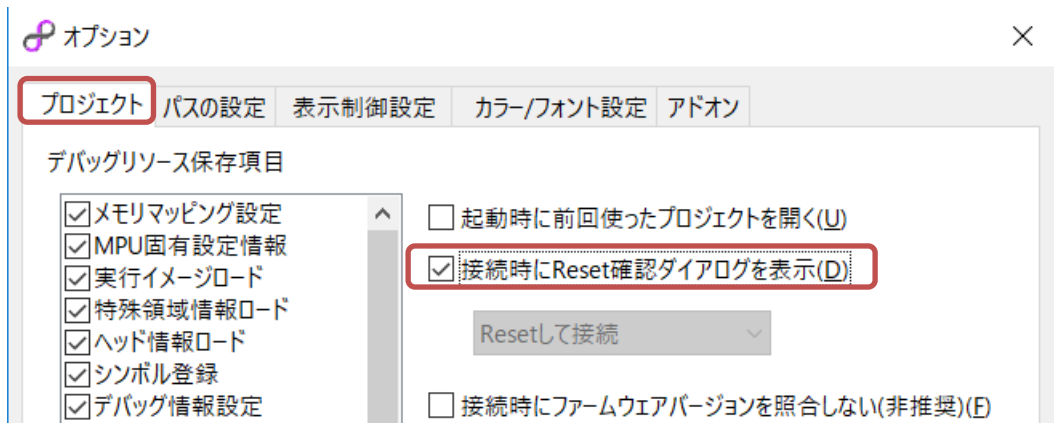 オプション
プロジェクト パスの設定 表示制御設定 カラー/フォント設定 アドオン
デバッグリソース保存項目
メモリマッピング設定
MPU固有設定情報
実行イメージロード
特殊領域情報ロード
ヘッド情報ロード
シンボル登録
デバッグ情報設定
起動時に前回使ったプロジェクトを開く(U)
接続時にReset確認ダイアログを表示(D)
Resetして接続
接続時にファームウェアバージョンを照合しない(非推奨)(F)